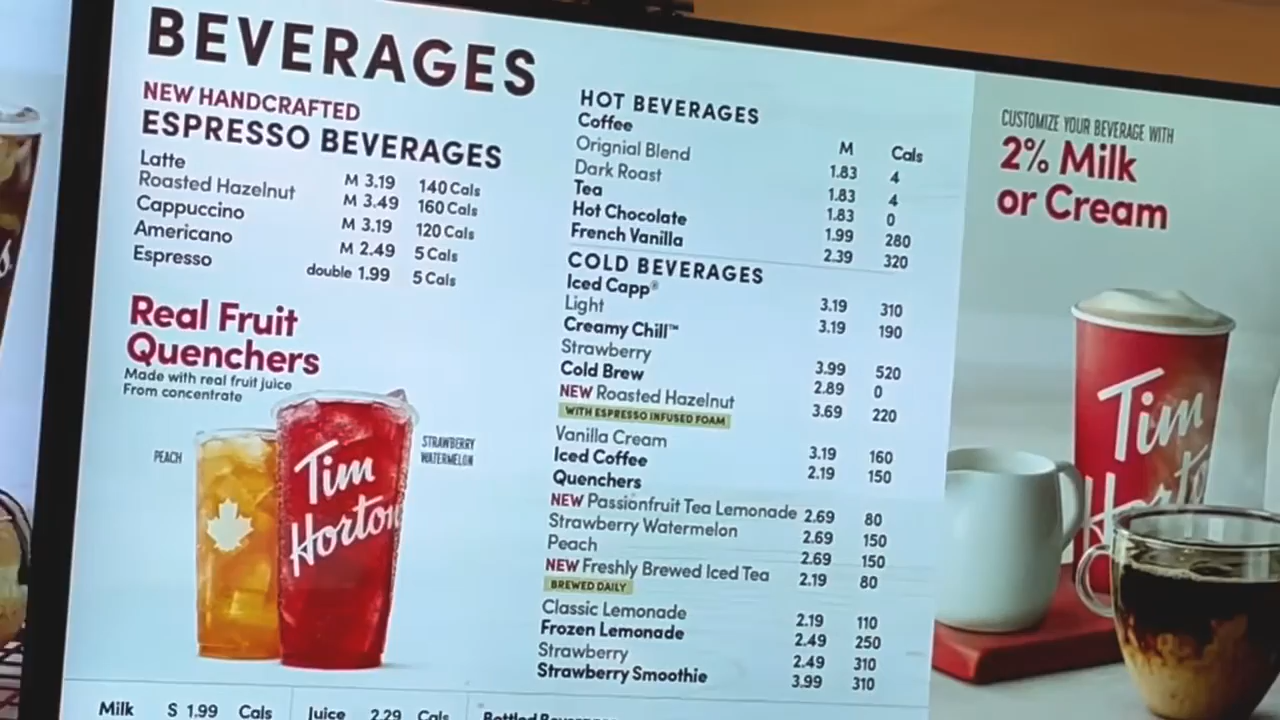 BEVERAGES
NEW HANDCRAFTED
ESPRESSO BEVERAGES
Latte M 3.19 140 Cals
Roasted Hazelnut M 3.49 160 Cals
Cappuccino M 3.19 120 Cals
Americano M 2.49 5 Cals
Espresso double 1.99 5 Cals
Real Fruit
Quenchers
Made with real fruit juice
From concentrate
PEACH
STRAWBERRY
WATERMELON
Tim
Horton
HOT BEVERAGES
Coffee M Cals
Orignial Blend 1.83 4
Dark Roast 1.83 4
Tea 1.83 0
Hot Chocolate 1.99 280
French Vanilla 2.39 320
COLD BEVERAGES
Iced Capp® 3.19 310
Light 3.19 190
Creamy Chill™
Strawberry 3.99 520
Cold Brew 2.89 0
NEW Roasted Hazelnut 3.69 220
WITH ESPRESSO INFUSED FOAM
Vanilla Cream 3.19 160
Iced Coffee 2.19 150
Quenchers
NEW Passionfruit Tea Lemonade 2.69 80
Strawberry Watermelon 2.69 150
Peach 2.69 150
NEW Freshly Brewed Iced Tea 2.19 80
BREWED DAILY
Classic Lemonade 2.19 110
Frozen Lemonade 2.49 250
Strawberry 2.49 310
Strawberry Smoothie 3.99 310
CUSTOMIZE YOUR BEVERAGE WITH
2% Milk
or Cream
Tim
Horto
Milk S 1.99 Cals
Juice 2.29 Cals